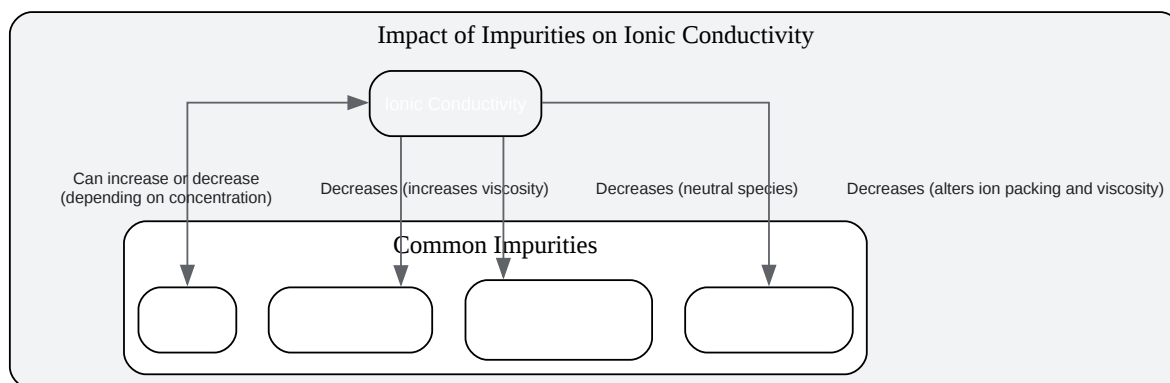 Impact of Impurities on Ionic Conductivity
Ionic Conductivity
Can increase or decrease
(depending on concentration)
Decreases (increases viscosity)
Decreases (neutral species)
Decreases (alters ion packing and viscosity)
Common Impurities